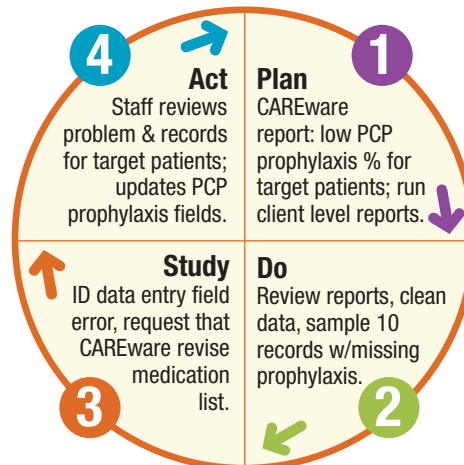 1
Plan
CAREware
report: low PCP
prophylaxis % for
target patients; run
client level reports.
2
Do
Review reports, clean
data, sample 10
records w/missing
prophylaxis.
3
Study
ID data entry field
error, request that
CAREware revise
medication
list.
4
Act
Staff reviews
problem & records
for target patients;
updates PCP
prophylaxis fields.